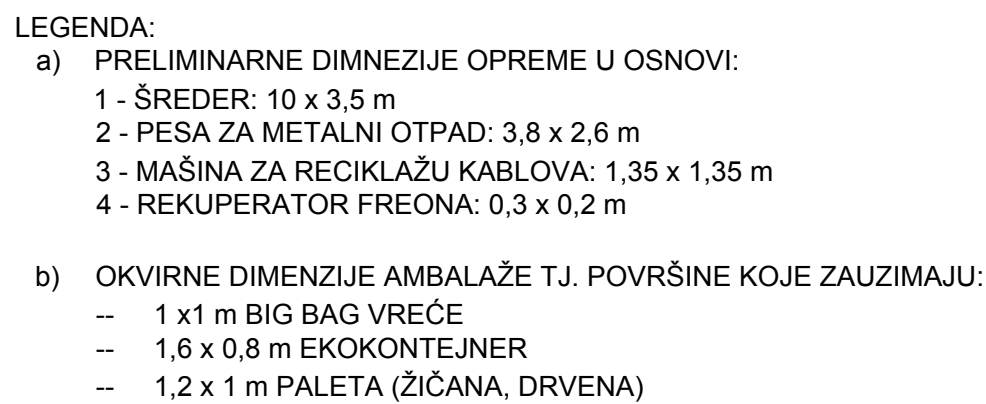 LEGENDA:
a) PRELIMINARNE DIMNEZIJE OPREME U OSNOVI:
1 - ŠREDER: 10 x 3,5 m
2 - PESA ZA METALNI OTPAD: 3,8 x 2,6 m
3 - MAŠINA ZA RECIKLAŽU KABLOVA: 1,35 x 1,35 m
4 - REKUPERATOR FREONA: 0,3 x 0,2 m
b) OKVIRNE DIMENZIJE AMBALAŽE TJ. POVRŠINE KOJE ZAUZIMAJU:
-- 1 x1 m BIG BAG VREĆE
-- 1,6 x 0,8 m EKOKONTEJNER
-- 1,2 x 1 m PALETA (ŽIČANA, DRVENA)